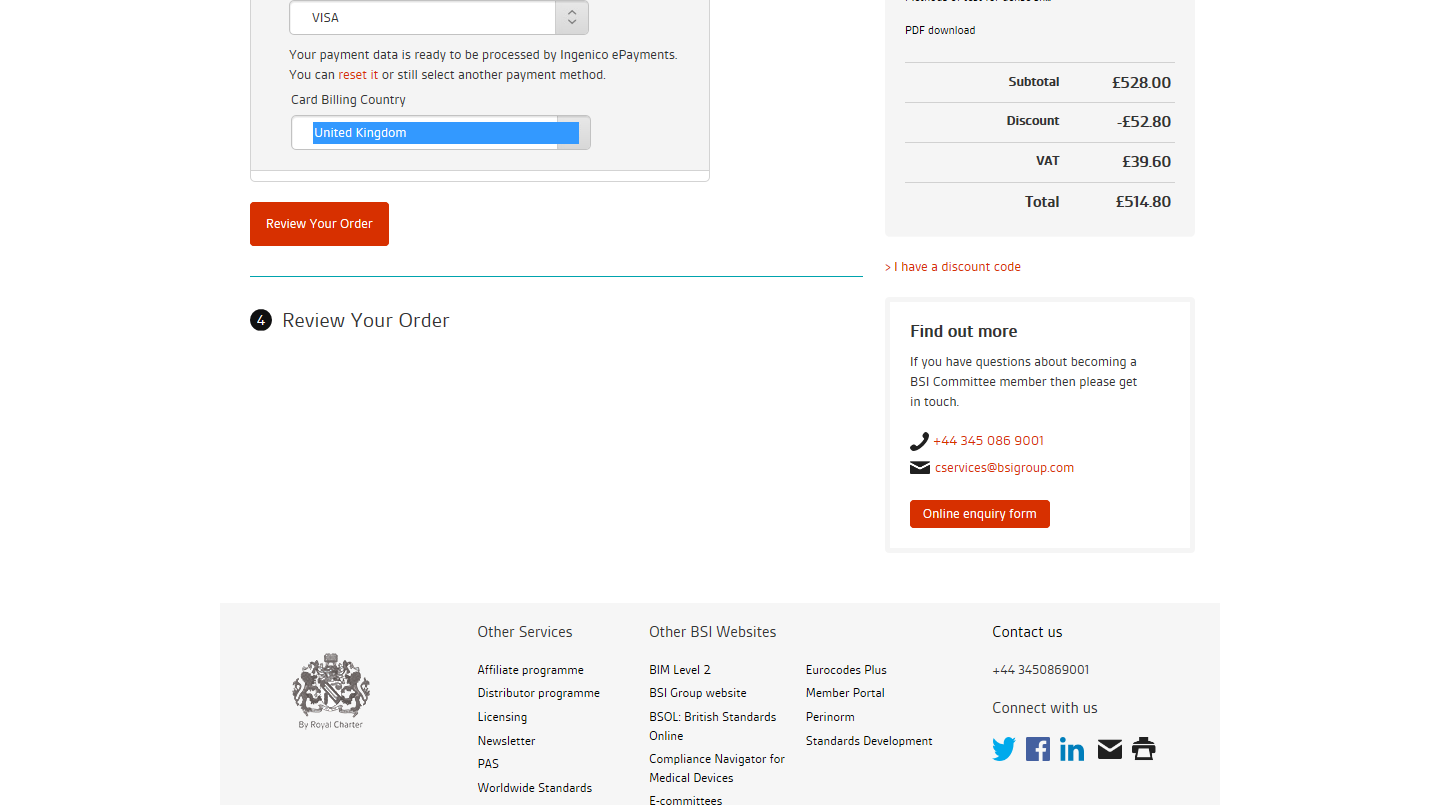 VISA
Your payment data is ready to be processed by Ingenico ePayments.
You can reset it or still select another payment method.
Card Billing Country
United Kingdom
Review Your Order
4 Review Your Order
PDF download
Subtotal £528.00
Discount -£52.80
VAT £39.60
Total £514.80
> I have a discount code
Find out more
If you have questions about becoming a
BSI Committee member then please get
in touch.
+44 345 086 9001
cservices@bsigroup.com
Online enquiry form
By Royal Charter
Other Services
Affiliate programme
Distributor programme
Licensing
Newsletter
PAS
Worldwide Standards
Other BSI Websites
BIM Level 2
BSI Group website
BSOL: British Standards
Online
Compliance Navigator for
Medical Devices
E-committees
Eurocodes Plus
Member Portal
Perinorm
Standards Development
Contact us
+44 3450869001
Connect with us